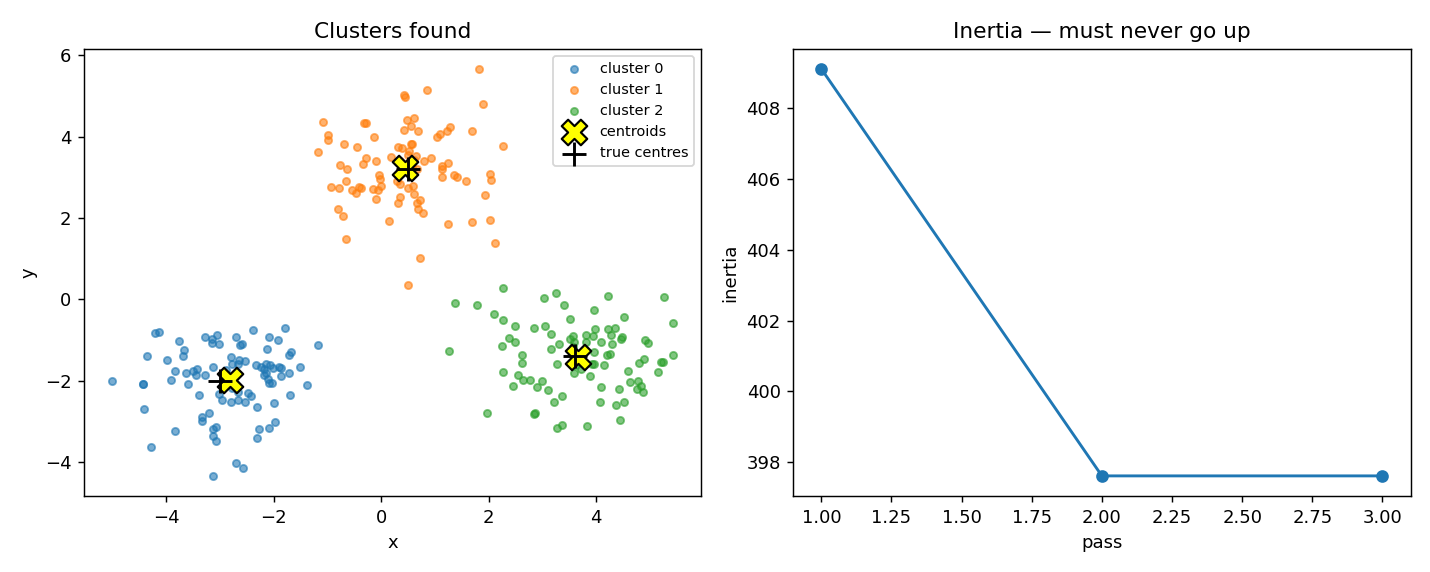 Clusters found
6
4
2
0
−2
−4
y
−4
−2
0
2
4
x
cluster 0
cluster 1
cluster 2
centroids
true centres
Inertia — must never go up
408
406
404
402
400
398
inertia
1.00
1.25
1.50
1.75
2.00
2.25
2.50
2.75
3.00
pass